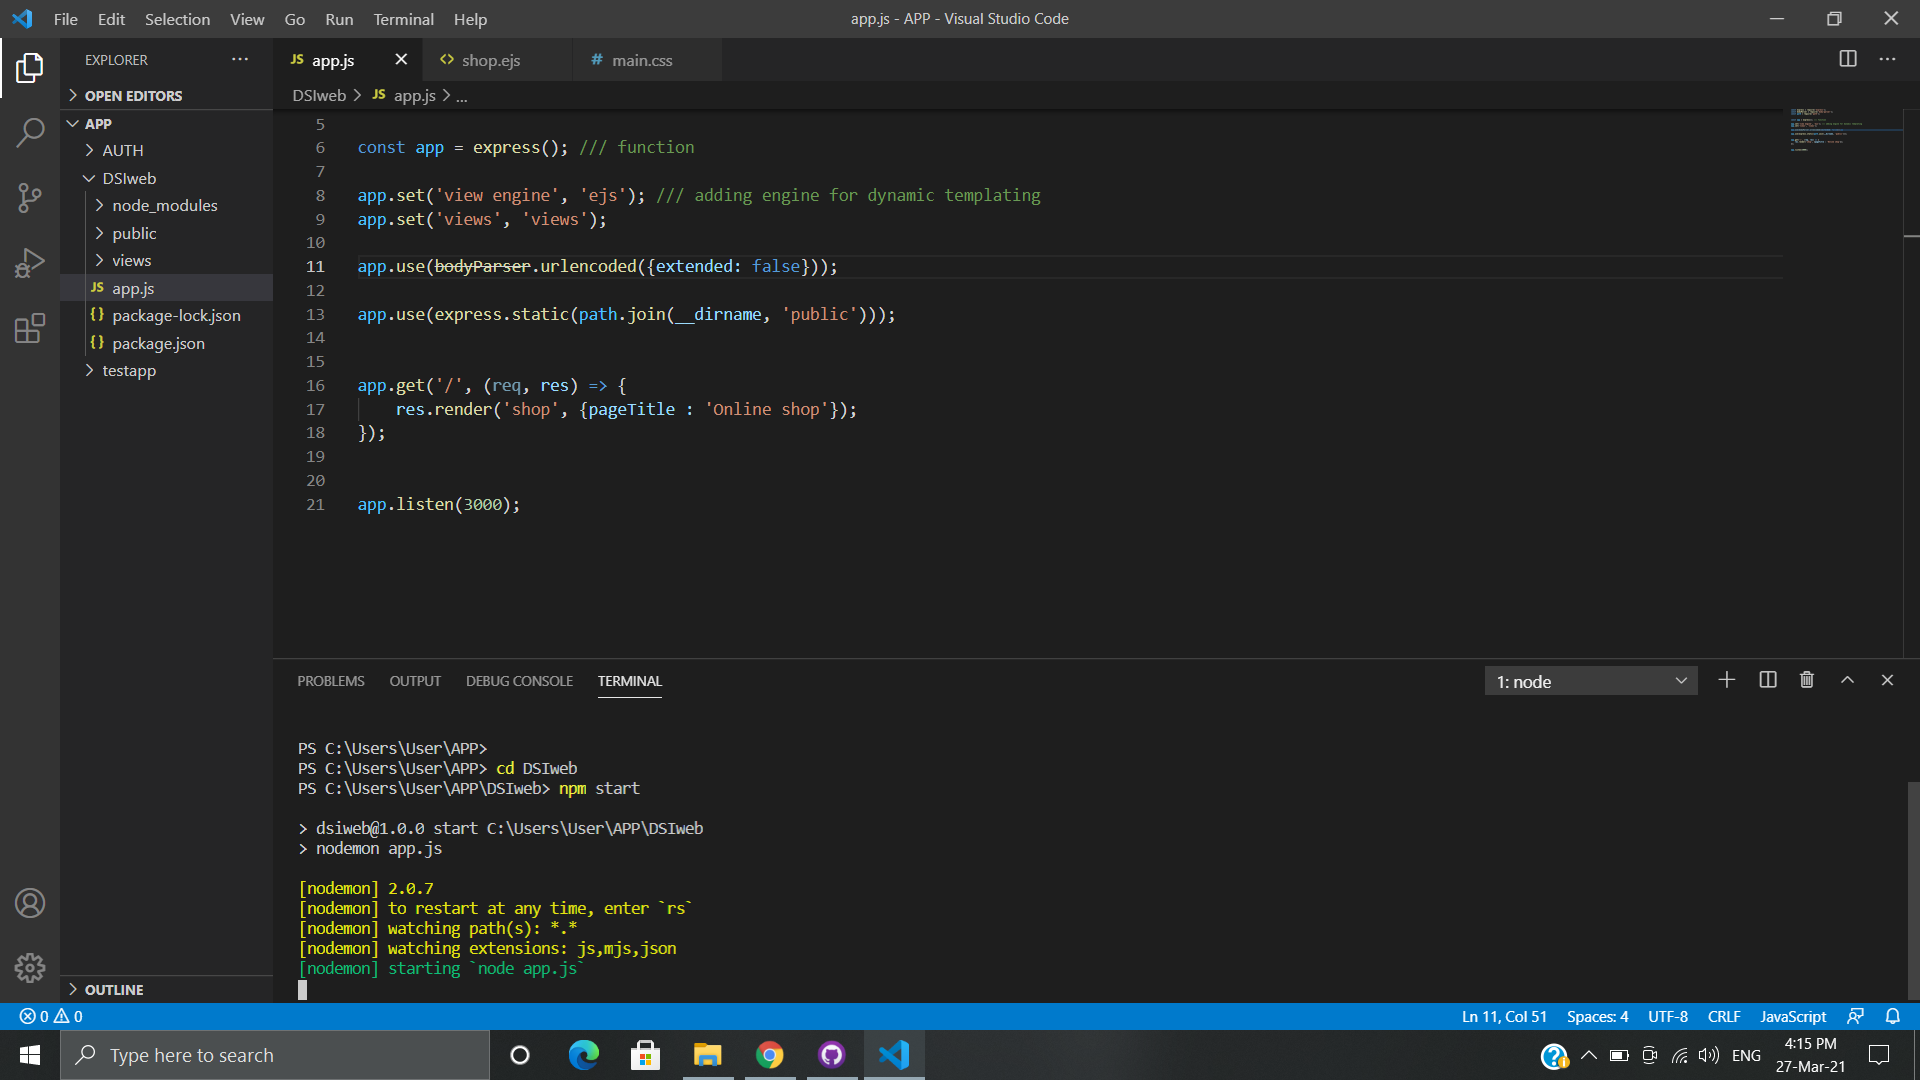 File Edit Selection View Go Run Terminal Help
app.js - APP - Visual Studio Code
EXPLORER
OPEN EDITORS
APP
AUTH
DSIweb
node_modules
public
views
JS app.js
{} package-lock.json
{} package.json
testapp
OUTLINE
JS app.js
<> shop.ejs
# main.css
DSIweb > JS app.js > ...
5
6 const app = express(); /// function
7
8 app.set('view engine', 'ejs'); /// adding engine for dynamic templating
9 app.set('views', 'views');
10
11 app.use(bodyParser.urlencoded({extended: false}));
12
13 app.use(express.static(path.join(__dirname, 'public')));
14
15
16 app.get('/', (req, res) => {
17 res.render('shop', {pageTitle : 'Online shop'});
18 });
19
20
21 app.listen(3000);
PROBLEMS OUTPUT DEBUG CONSOLE TERMINAL
1: node
PS C:\Users\User\APP>
PS C:\Users\User\APP> cd DSIweb
PS C:\Users\User\APP\DSIweb> npm start
> dsiweb@1.0.0 start C:\Users\User\APP\DSIweb
> nodemon app.js
[nodemon] 2.0.7
[nodemon] to restart at any time, enter `rs`
[nodemon] watching path(s): *.*
[nodemon] watching extensions: js,mjs,json
[nodemon] starting `node app.js`
0 0
Ln 11, Col 51 Spaces: 4 UTF-8 CRLF JavaScript
Type here to search
ENG
4:15 PM
27-Mar-21